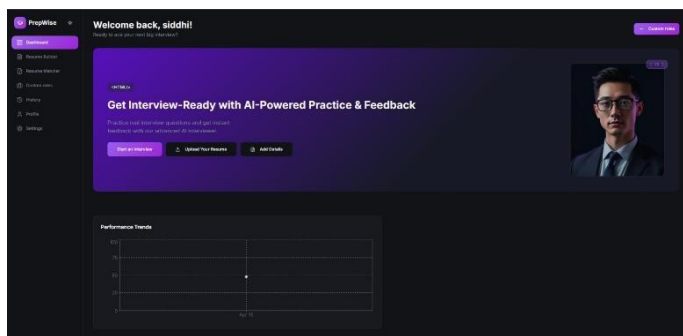 PrepWise
Welcome back, siddhi!
Ready to ace your next big interview?
Dashboard
Resume
Resume
History
Profile
Settings
Get Interview-Ready with AI-Powered Practice & Feedback
Practice real interview questions and get instant
feedback with our advanced AI interviewer.
Start an Interview
Upload Your Resume
Add Details
Performance Trends
100
75
50
25
0
Apr